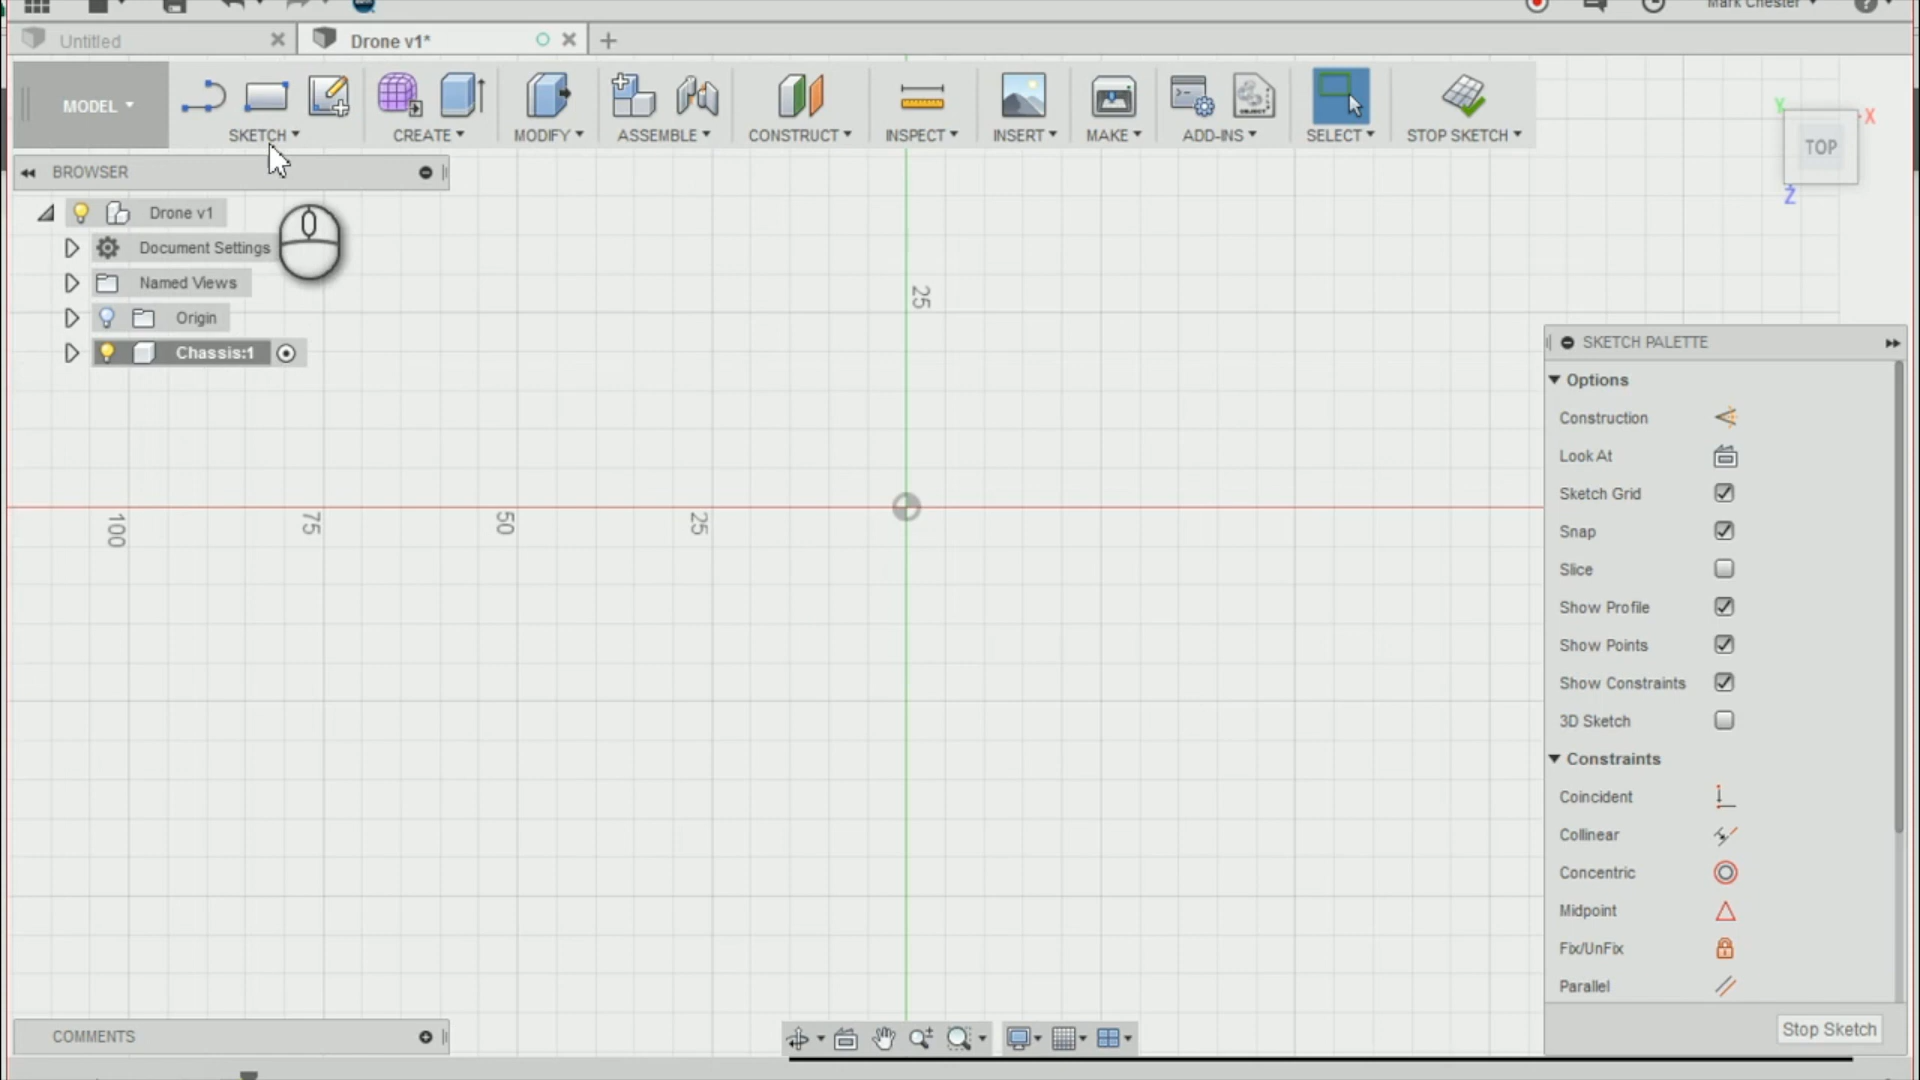 Mark Chester
Untitled
Drone v1*
MODEL
SKETCH
CREATE
MODIFY
ASSEMBLE
CONSTRUCT
INSPECT
INSERT
MAKE
ADD-INS
SELECT
STOP SKETCH
BROWSER
Drone v1
Document Settings
Named Views
Origin
Chassis:1
Y
X
TOP
Z
25
100
75
50
25
SKETCH PALETTE
Options
Construction
Look At
Sketch Grid
Snap
Slice
Show Profile
Show Points
Show Constraints
3D Sketch
Constraints
Coincident
Collinear
Concentric
Midpoint
Fix/UnFix
Parallel
Stop Sketch
COMMENTS